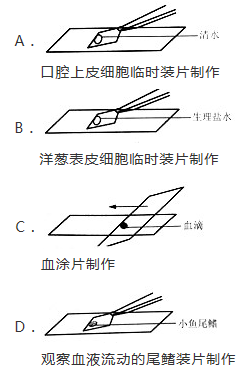 A．
清水
口腔上皮细胞临时装片制作
B．
生理盐水
洋葱表皮细胞临时装片制作
C．
血滴
血涂片制作
D．
小鱼尾鳍
观察血液流动的尾鳍装片制作